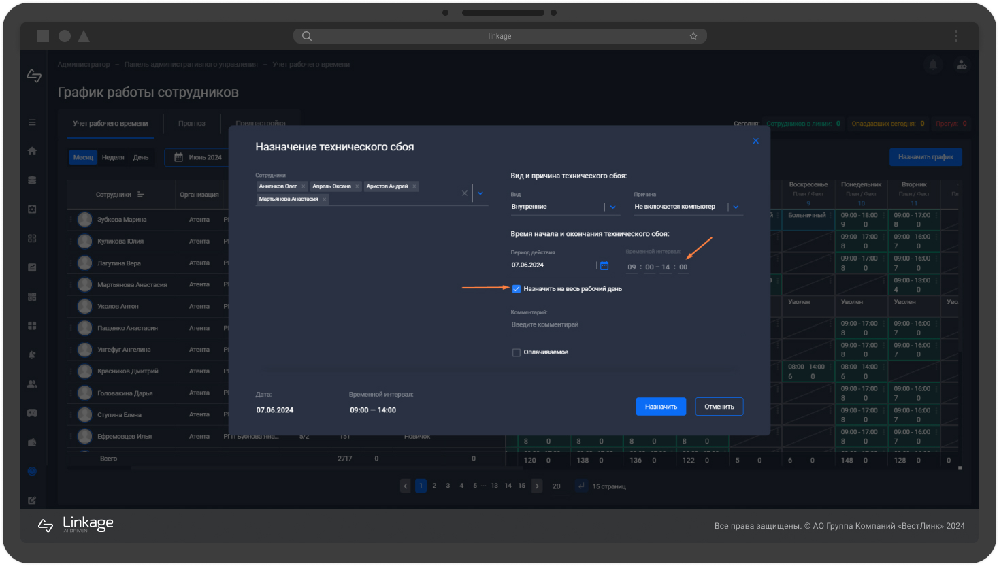 linkage
Администратор – Панель административного управления – Учет рабочего времени
График работы сотрудников
Учет рабочего времени Прогноз Преднастройка
Сегодня: Сотрудников в линии: 0 Опаздавших сегодня: 0 Прогул: 0
Месяц Неделя День Июнь 2024 Назначить график
Назначение технического сбоя
Сотрудники
Анненков Олег × Апрель Оксана × Аристов Андрей ×
Мартьянова Анастасия ×
Вид и причина технического сбоя:
Вид Причина
Внутренние Не включается компьютер
Время начала и окончания технического сбоя:
Период действия Временной интервал:
07.06.2024 09 : 00 – 14 : 00
Назначить на весь рабочий день
Комментарий:
Введите комментирай
Оплачиваемое
Дата: Временной интервал:
07.06.2024 09:00 — 14:00
Назначить Отменить
Сотрудники Организация Воскресенье Понедельник Вторник
План / Факт План / Факт План / Факт
9 10 11
Зубкова Марина Атента Больничный 09:00 - 18:00 09:00 - 17:00
9 0 8 0
Куликова Юлия Атента 09:00 - 17:00 09:00 - 16:00
8 0 7 0
Лагутина Вера Атента 09:00 - 17:00 09:00 - 16:00
8 0 7 0
Мартьянова Анастасия Атента 09:00 - 13:00
4 0
Уколов Антон Атента Уволен Уволен Уволен Уво
Пащенко Анастасия Атента 09:00 - 17:00 09:00 - 16:00
8 0 7 0
Унгефуг Ангелина Атента 09:00 - 17:00 09:00 - 16:00
8 0 7 0
Красников Дмитрий Атента 08:00 - 14:00 08:00 - 14:00
6 0 6 0
Головакина Дарья Атента 09:00 - 17:00 09:00 - 16:00
8 0 7 0
Ступина Елена Атента 09:00 - 17:00 09:00 - 16:00
8 0 7 0
Ефремовцев Илья Атента РГП Бубнова Яна... 5/2 151 Новичок 09:00 - 17:00 09:00 - 16:00
8 0 8 0 8 0 8 0 8 0 7 0
Всего 2717 0 0 120 0 138 0 136 0 122 0 5 0 6 0 148 0 128 0 0
1 2 3 4 5 ... 13 14 15 20 15 страниц
Linkage
AI DRIVEN
Все права защищены. © АО Группа Компаний «ВестЛинк» 2024